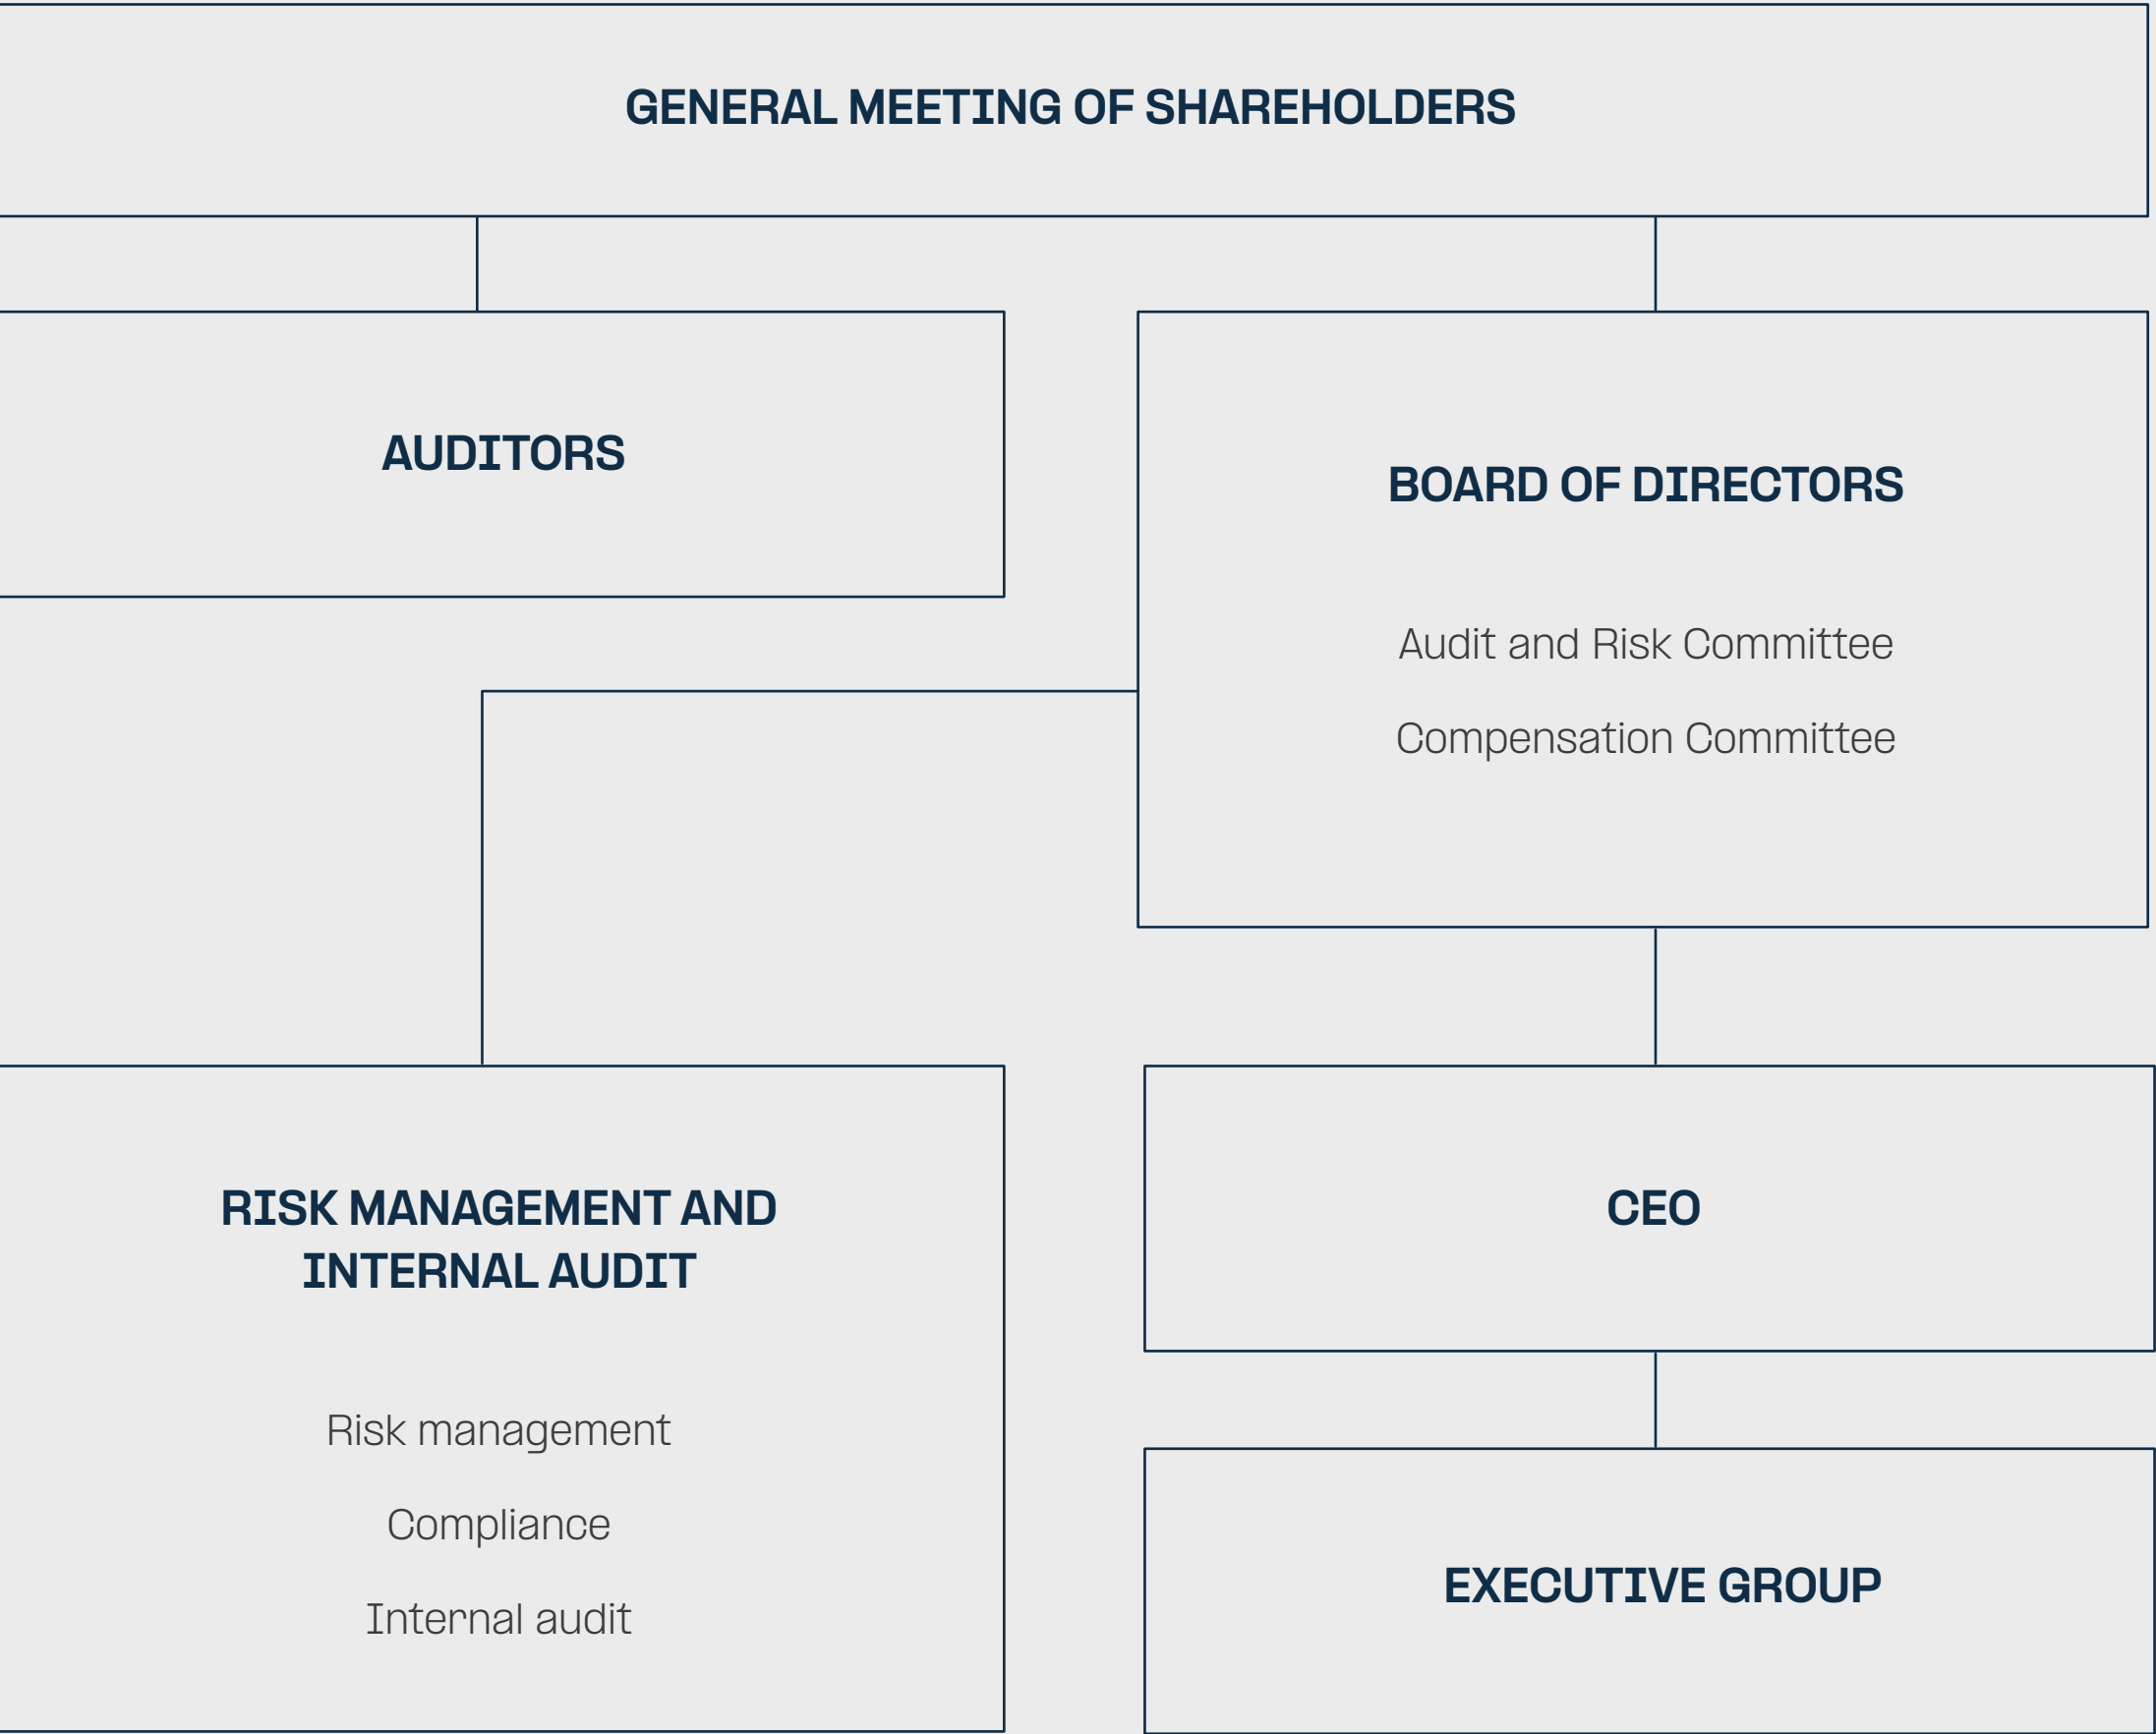 GENERAL MEETING OF SHAREHOLDERS
AUDITORS
BOARD OF DIRECTORS
Audit and Risk Committee
Compensation Committee
RISK MANAGEMENT AND
INTERNAL AUDIT
Risk management
Compliance
Internal audit
CEO
EXECUTIVE GROUP